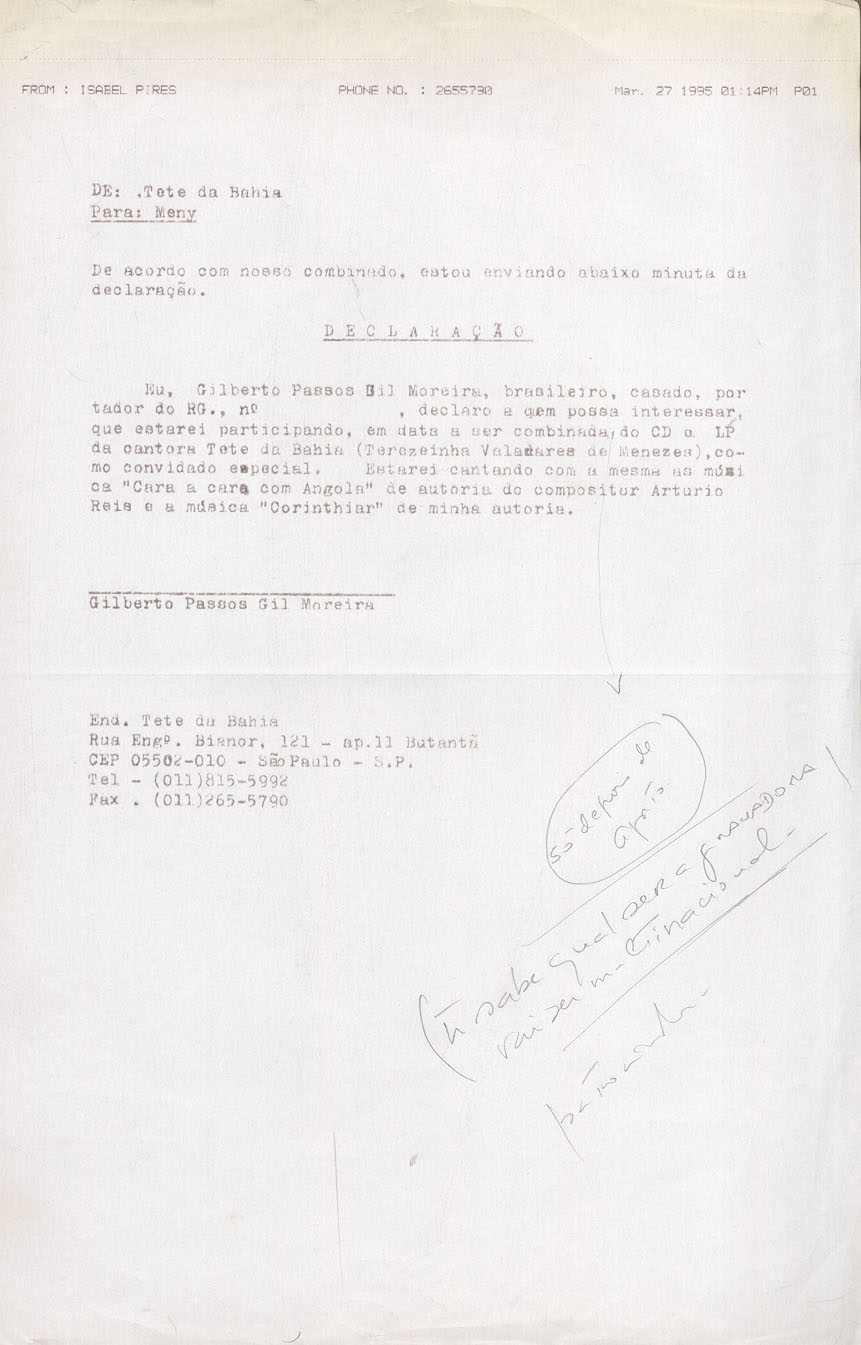 FROM : ISABEL PIRES PHONE NO. : 2655790 Mar. 27 1995 01:14PM P01
DE: .Tete da Bahia
Para: Meny
De acordo com nosso combinado, estou enviando abaixo minuta da
declaração.
D E C L A R A Ç Ã O
Eu, Gilberto Passos Gil Moreira, brasileiro, casado, por
tador do RG., nº , declaro a quem possa interessar,
que estarei participando, em data a ser combinada, do CD e LP
da cantora Tete da Bahia (Terezeinha Valadares de Menezes),co-
mo convidado especial. Estarei cantando com a mesma as músi
ca "Cara a cara com Angola" de autoria do compositor Arturio
Reis e a música "Corinthiar" de minha autoria.
Gilberto Passos Gil Moreira
End. Tete da Bahia
Rua Engº. Bianor, 121 - ap.11 Butantã
CEP 05502-010 - São Paulo - S.P.
Tel - (011)815-5992
Fax . (011)265-5790
só depois de
sabe qual será a gravadora
vai ser